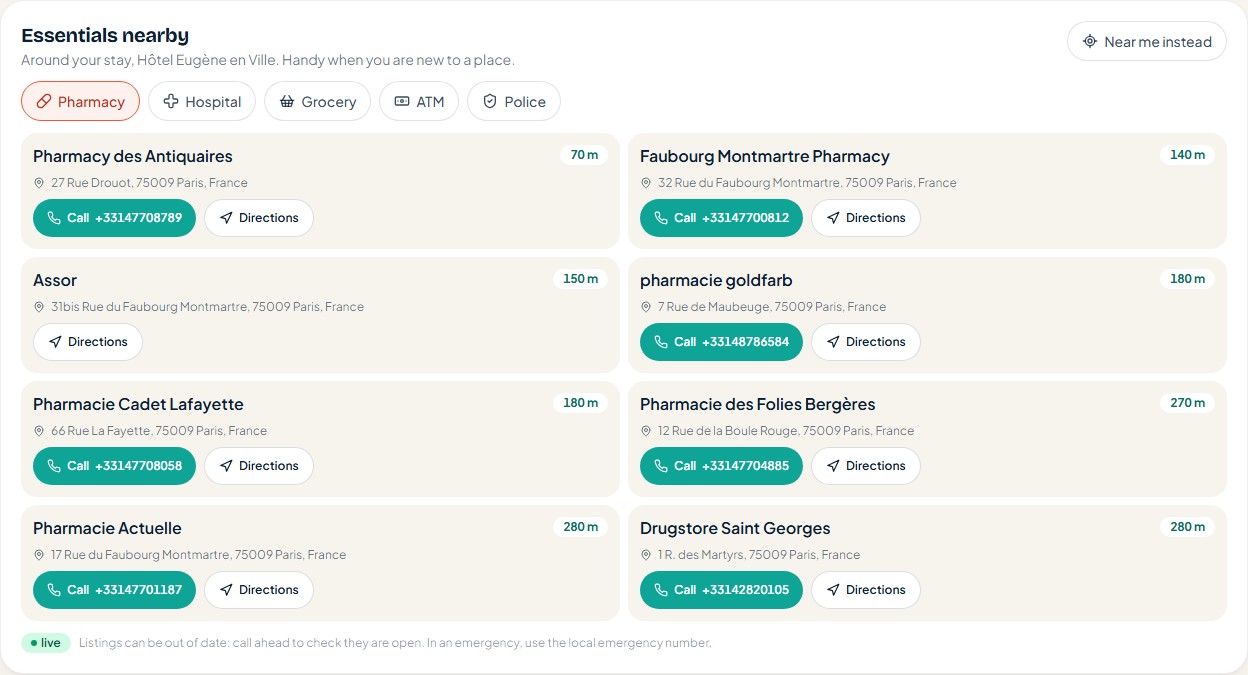 Essentials nearby
Around your stay, Hôtel Eugène en Ville. Handy when you are new to a place.
Near me instead
Pharmacy
Hospital
Grocery
ATM
Police
Pharmacy des Antiquaires
70 m
27 Rue Drouot, 75009 Paris, France
Call +33147708789
Directions
Faubourg Montmartre Pharmacy
140 m
32 Rue du Faubourg Montmartre, 75009 Paris, France
Call +33147700812
Directions
Assor
150 m
31bis Rue du Faubourg Montmartre, 75009 Paris, France
Directions
pharmacie goldfarb
180 m
7 Rue de Maubeuge, 75009 Paris, France
Call +33148786584
Directions
Pharmacie Cadet Lafayette
180 m
66 Rue La Fayette, 75009 Paris, France
Call +33147708058
Directions
Pharmacie des Folies Bergères
270 m
12 Rue de la Boule Rouge, 75009 Paris, France
Call +33147704885
Directions
Pharmacie Actuelle
280 m
17 Rue du Faubourg Montmartre, 75009 Paris, France
Call +33147701187
Directions
Drugstore Saint Georges
280 m
1 R. des Martyrs, 75009 Paris, France
Call +33142820105
Directions
live
Listings can be out of date: call ahead to check they are open. In an emergency, use the local emergency number.